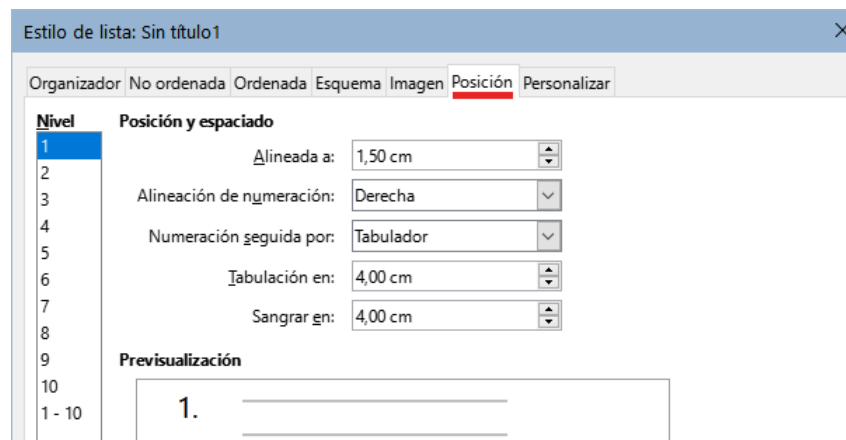 Estilo de lista: Sin título1
Organizador No ordenada Ordenada Esquema Imagen Posición Personalizar
Nivel Posición y espaciado
1 Alineada a: 1,50 cm
2
3 Alineación de numeración: Derecha
4 Numeración seguida por: Tabulador
5
6 Tabulación en: 4,00 cm
7 Sangrar en: 4,00 cm
8
9 Previsualización
10
1 - 10 1.